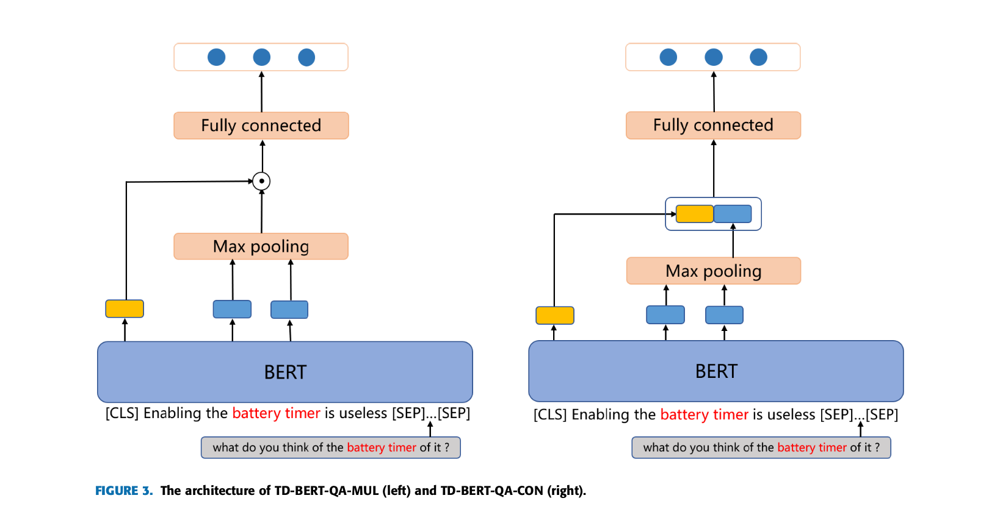 Fully connected
Max pooling
BERT
[CLS] Enabling the battery timer is useless [SEP]...[SEP]
what do you think of the battery timer of it ?
Fully connected
Max pooling
BERT
[CLS] Enabling the battery timer is useless [SEP]...[SEP]
what do you think of the battery timer of it ?
FIGURE 3. The architecture of TD-BERT-QA-MUL (left) and TD-BERT-QA-CON (right).